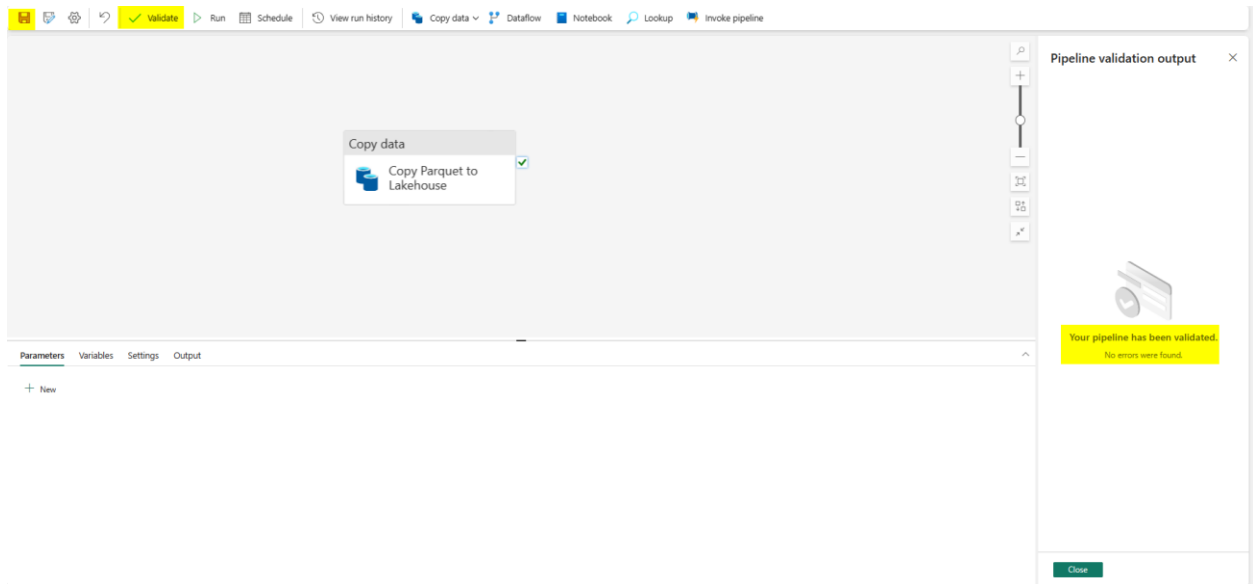 Validate Run Schedule View run history Copy data Dataflow Notebook Lookup Invoke pipeline
Pipeline validation output
Copy data
Copy Parquet to
Lakehouse
Your pipeline has been validated.
No errors were found.
Parameters Variables Settings Output
New
Close